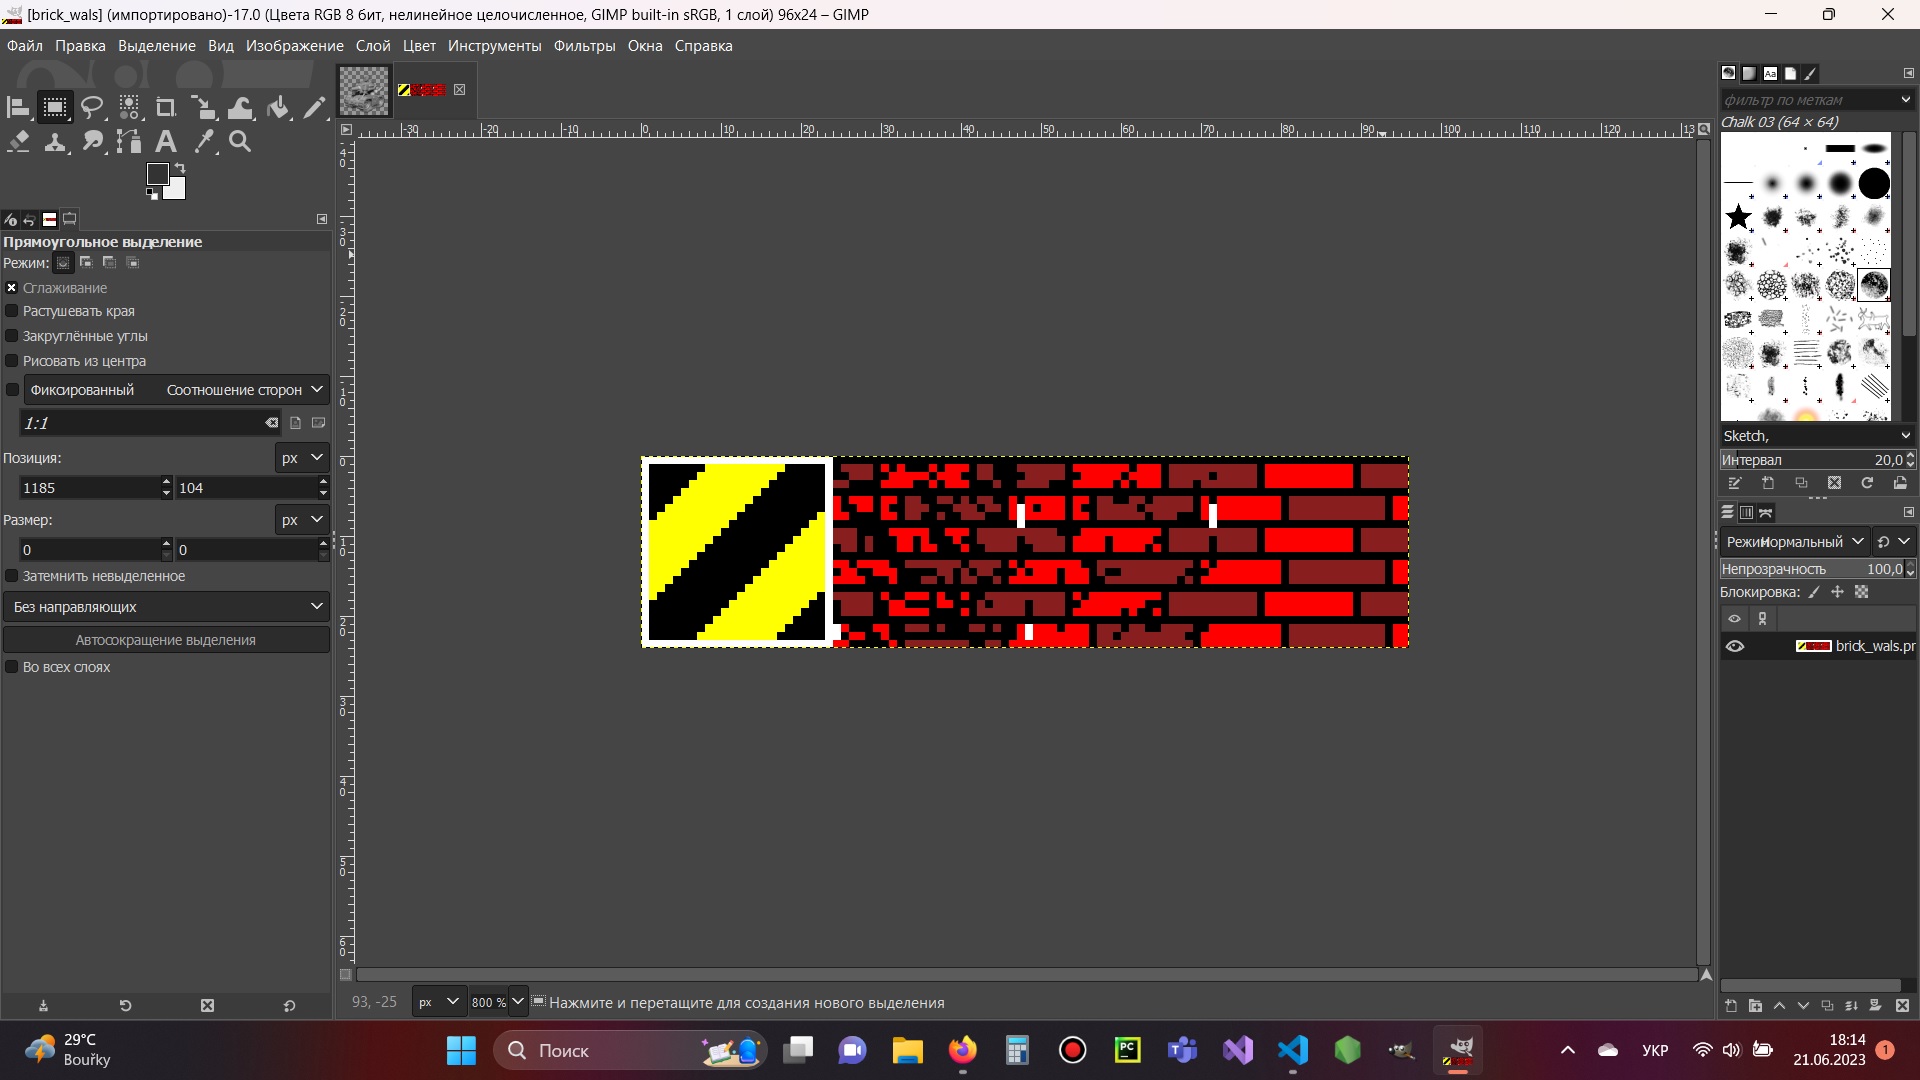 [brick_wals] (импортировано)-17.0 (Цвета RGB 8 бит, нелинейное целочисленное, GIMP built-in sRGB, 1 слой) 96x24 – GIMP
Файл Правка Выделение Вид Изображение Слой Цвет Инструменты Фильтры Окна Справка
фильтр по меткам
Chalk 03 (64 × 64)
-30 -20 -10 0 10 20 30 40 50 60 70 80 90 100 110 120 13
Прямоугольное выделение
Режим:
Сглаживание
Растушевать края
Закруглённые углы
Рисовать из центра
Фиксированный Соотношение сторон
1:1
Позиция: px
1185 104
Размер: px
0 0
Затемнить невыделенное
Без направляющих
Автосокращение выделения
Во всех слоях
Sketch,
Интервал 20,0
Режим Нормальный
Непрозрачность 100,0
Блокировка:
brick_wals.pr
93, -25 px 800 % Нажмите и перетащите для создания нового выделения
29°C
Bouřky
Поиск
УКР
18:14
21.06.2023
1